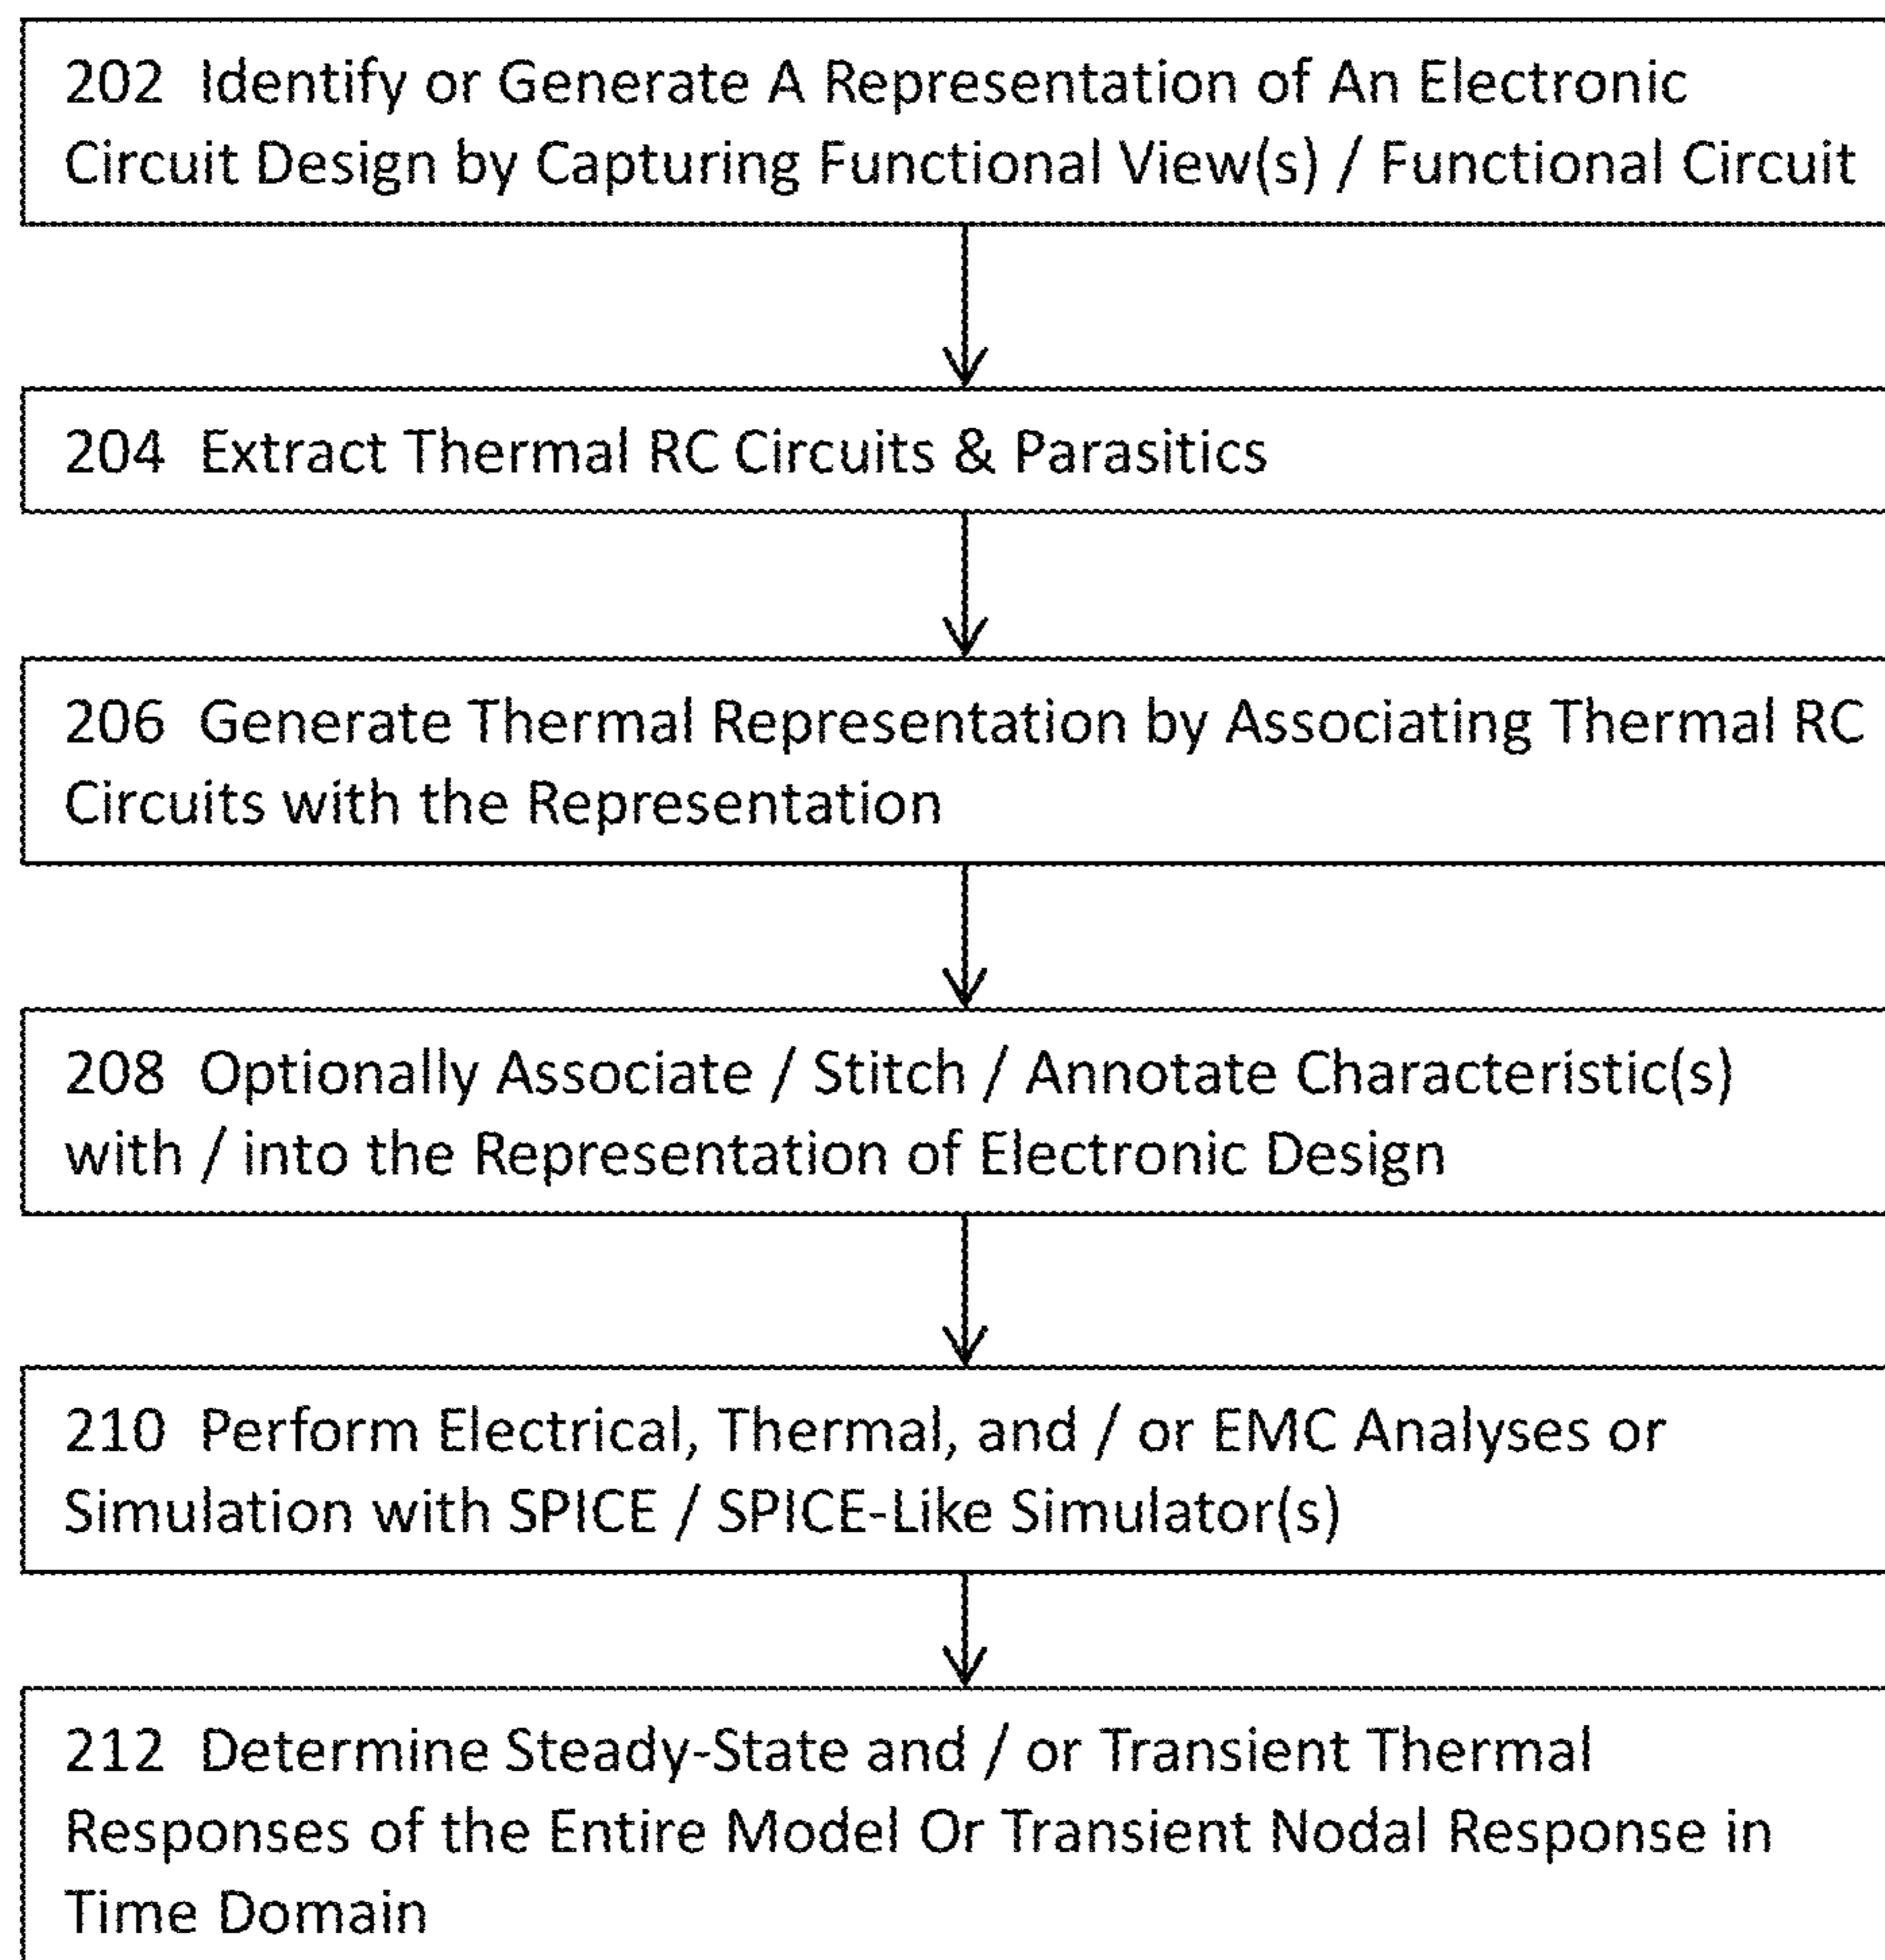 202 Identify or Generate A Representation of An Electronic
Circuit Design by Capturing Functional View(s) / Functional Circuit
204 Extract Thermal RC Circuits & Parasitics
206 Generate Thermal Representation by Associating Thermal RC
Circuits with the Representation
208 Optionally Associate / Stitch / Annotate Characteristic(s)
with / into the Representation of Electronic Design
210 Perform Electrical, Thermal, and / or EMC Analyses or
Simulation with SPICE / SPICE-Like Simulator(s)
212 Determine Steady-State and / or Transient Thermal
Responses of the Entire Model Or Transient Nodal Response in
Time Domain